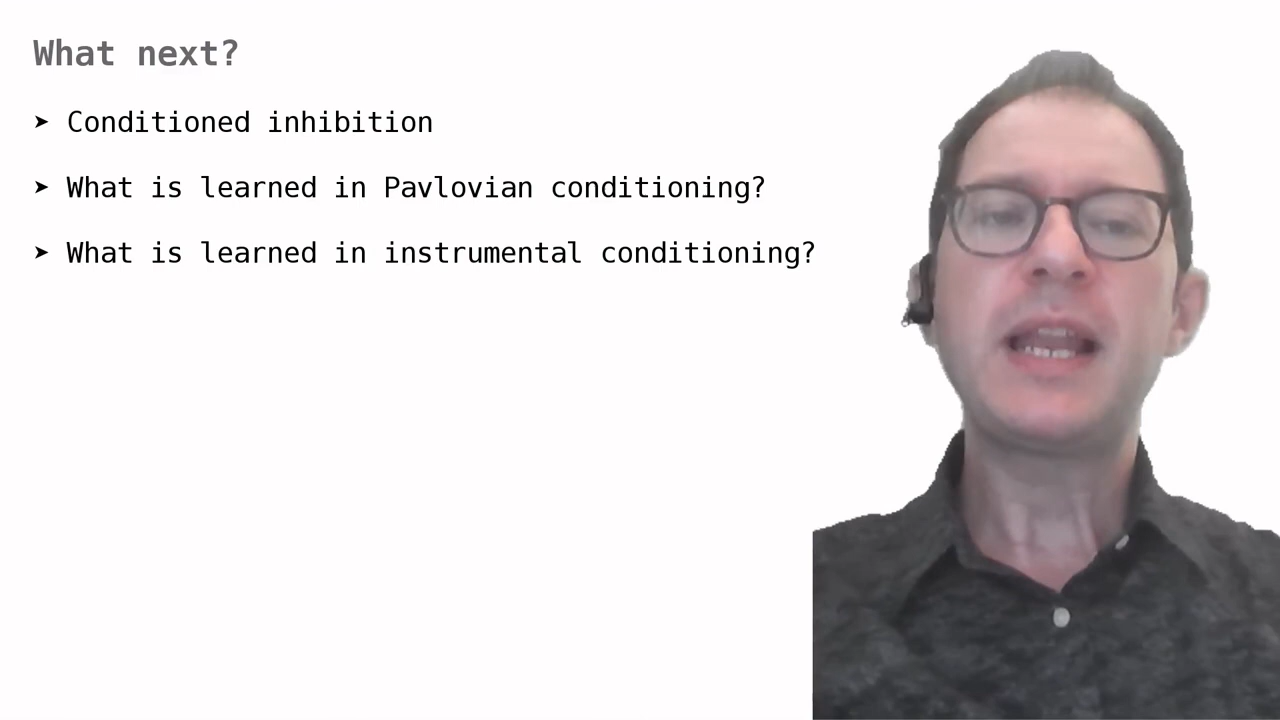 What next?
➤ Conditioned inhibition
➤ What is learned in Pavlovian conditioning?
➤ What is learned in instrumental conditioning?